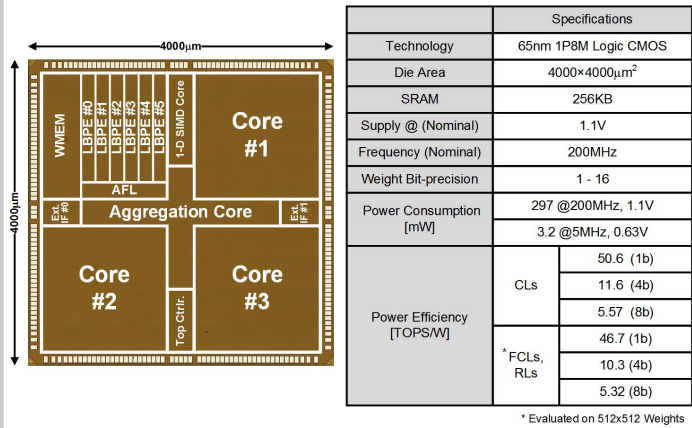 4000μm
4000μm
WMEM
LBPE #0
LBPE #1
LBPE #2
LBPE #3
LBPE #4
LBPE #5
1-D SIMD Core
Core
#1
AFL
Ext.
IF #0
Aggregation Core
Ext.
IF #1
Core
#2
Core
#3
Top Ctrlr.
Specifications
Technology 65nm 1P8M Logic CMOS
Die Area 4000×4000μm²
SRAM 256KB
Supply @ (Nominal) 1.1V
Frequency (Nominal) 200MHz
Weight Bit-precision 1 - 16
Power Consumption
[mW]
297 @200MHz, 1.1V
3.2 @5MHz, 0.63V
Power Efficiency
[TOPS/W]
CLs
50.6 (1b)
11.6 (4b)
5.57 (8b)
*FCLs,
RLs
46.7 (1b)
10.3 (4b)
5.32 (8b)
* Evaluated on 512x512 Weights